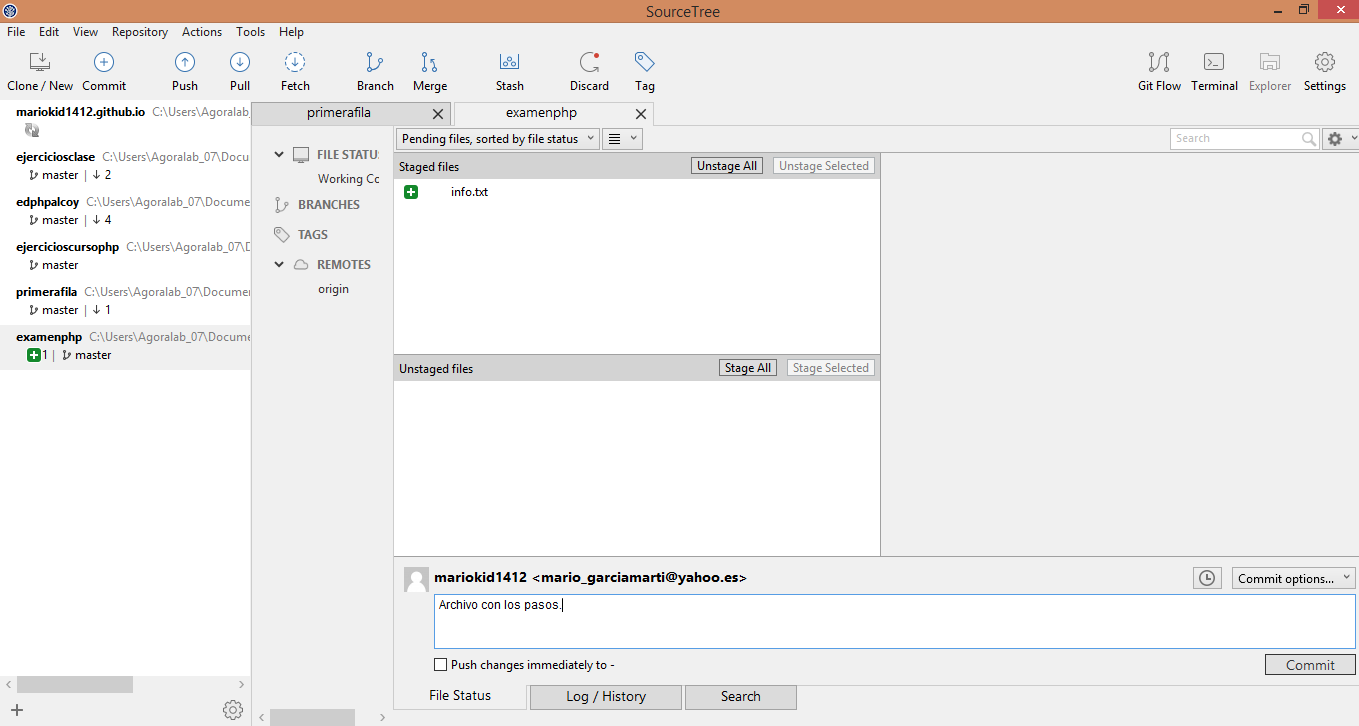 SourceTree
File Edit View Repository Actions Tools Help
Clone / New Commit Push Pull Fetch Branch Merge Stash Discard Tag Git Flow Terminal Explorer Settings
mariokid1412.github.io C:\Users\Agoralab_
ejerciciosclase C:\Users\Agoralab_07\Docu
master | ↓ 2
edphpalcoy C:\Users\Agoralab_07\Docume
master | ↓ 4
ejercicioscursophp C:\Users\Agoralab_07\D
master
primerafila C:\Users\Agoralab_07\Documer
master | ↓ 1
examenphp C:\Users\Agoralab_07\Docume
1 | master
primerafila examenphp
FILE STATU
Working Co
BRANCHES
TAGS
REMOTES
origin
Pending files, sorted by file status Search
Staged files Unstage All Unstage Selected
info.txt
Unstaged files Stage All Stage Selected
mariokid1412 <mario_garciamarti@yahoo.es> Commit options...
Archivo con los pasos.
Push changes immediately to -
Commit
File Status Log / History Search